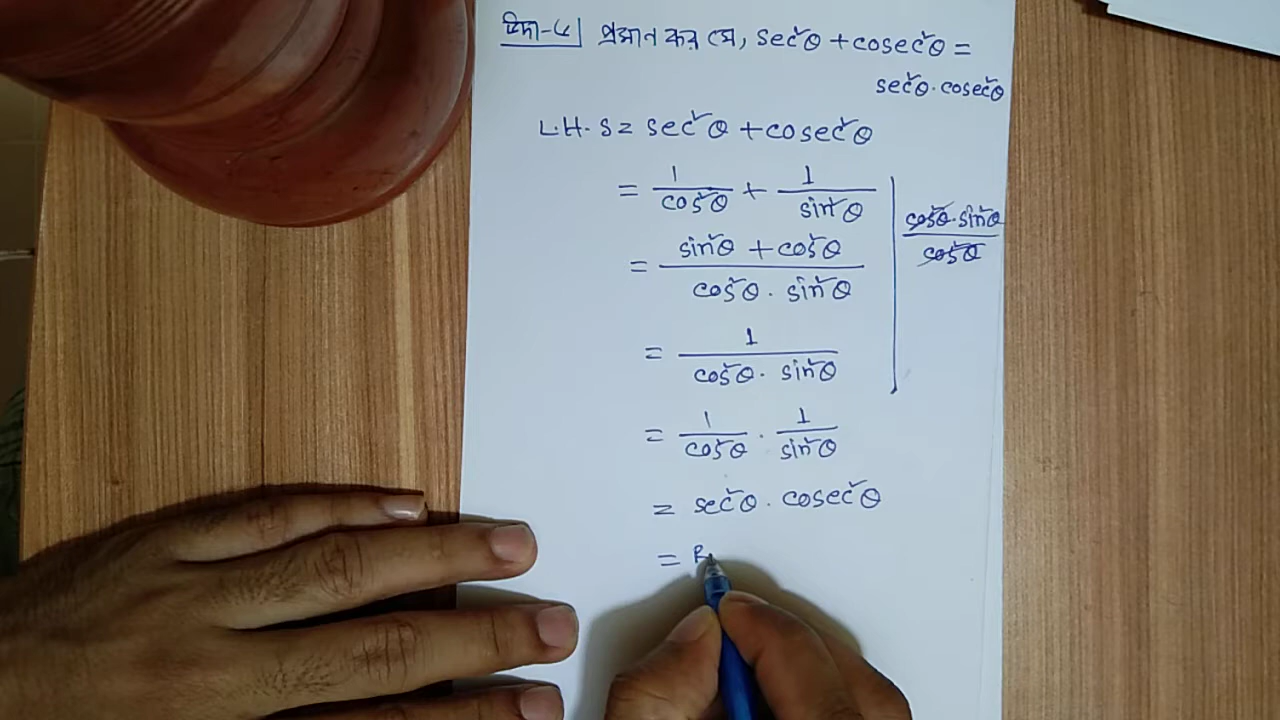 চিত্র-৫| প্রমান কর যে, sec²θ + cosec²θ =
sec²θ · cosec²θ
L.H.S = sec²θ + cosec²θ
= 1/cos²θ + 1/sin²θ
= (sin²θ + cos²θ)/(cos²θ · sin²θ)
= 1/(cos²θ · sin²θ)
= 1/cos²θ · 1/sin²θ
= sec²θ · cosec²θ
= R
(cos²θ · sin²θ)/cos²θ